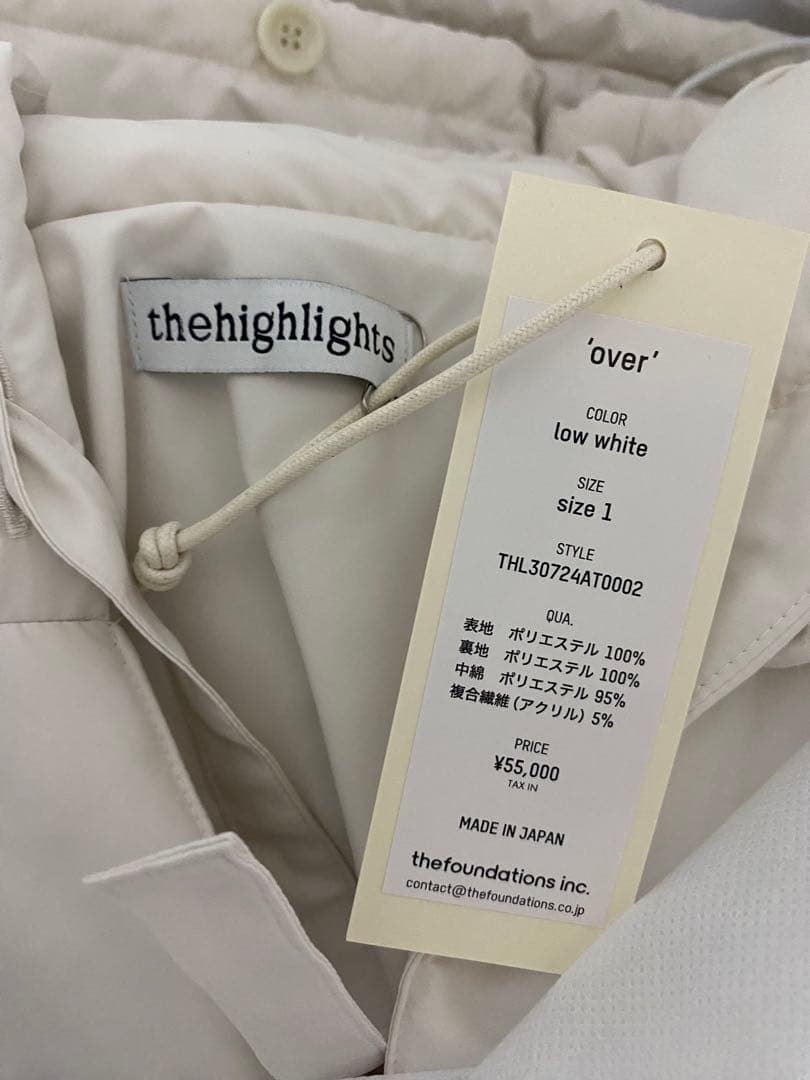 thehighlights
'over'
COLOR
low white
SIZE
size 1
STYLE
THL30724AT0002
QUA.
表地 ポリエステル 100%
裏地 ポリエステル 100%
中綿 ポリエステル 95%
複合繊維(アクリル) 5%
PRICE
¥55,000
TAX IN
MADE IN JAPAN
thefoundations inc.
contact@thefoundations.co.jp